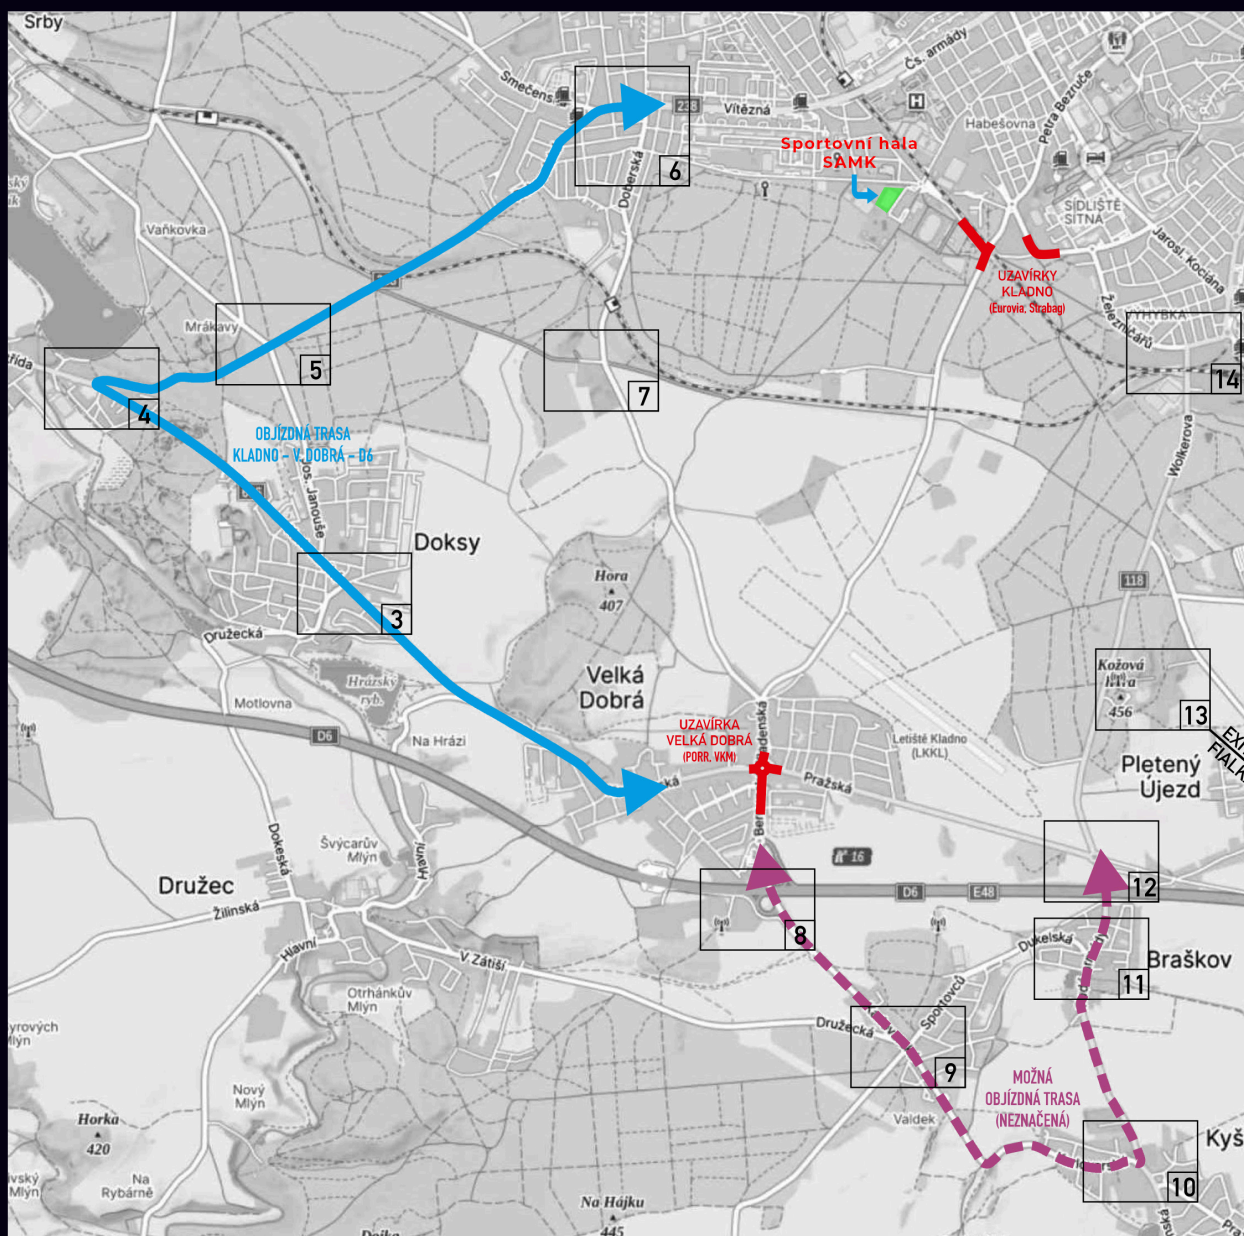 Srby
Smečens
238
Vítězná
Čs. armády
H
Habešovna
Petra Bezruče
Sportovní hala
SAMK
6
Doberská
SÍDLIŠTĚ
SÍTNÁ
Jarosl. Kociána
Vaňkovka
UZAVÍRKY
KLADNO
(Eurovia, Strabag)
Železničářů
Mrákavy
5
7
14
4
OBJÍZDNÁ TRASA
KLADNO - V. DOBRÁ - D6
Jos. Janouše
Wolkerova
Doksy
Hora
407
118
3
Družecká
Hrázský
ryb.
Motlovna
Velká
Dobrá
Kožová
hora
456
13
D6
Na Hrází
UZAVÍRKA
VELKÁ DOBRÁ
(PORR, VKM)
Letiště Kladno
(LKKL)
Pražská
Pletený
Újezd
Švýcarův
Mlýn
Dokeská
Hlavní
16
Družec
Žilinská
D6
E48
12
8
Hlavní
V. Zátiší
Dukelská
Braškov
11
Otrhánkův
Mlýn
Sportovců
Družecká
9
MOŽNÁ
OBJÍZDNÁ TRASA
(NEZNAČENÁ)
Nový
Mlýn
Valdek
Horka
420
Kyš
Na
Rybárně
10
Na Hájku
445